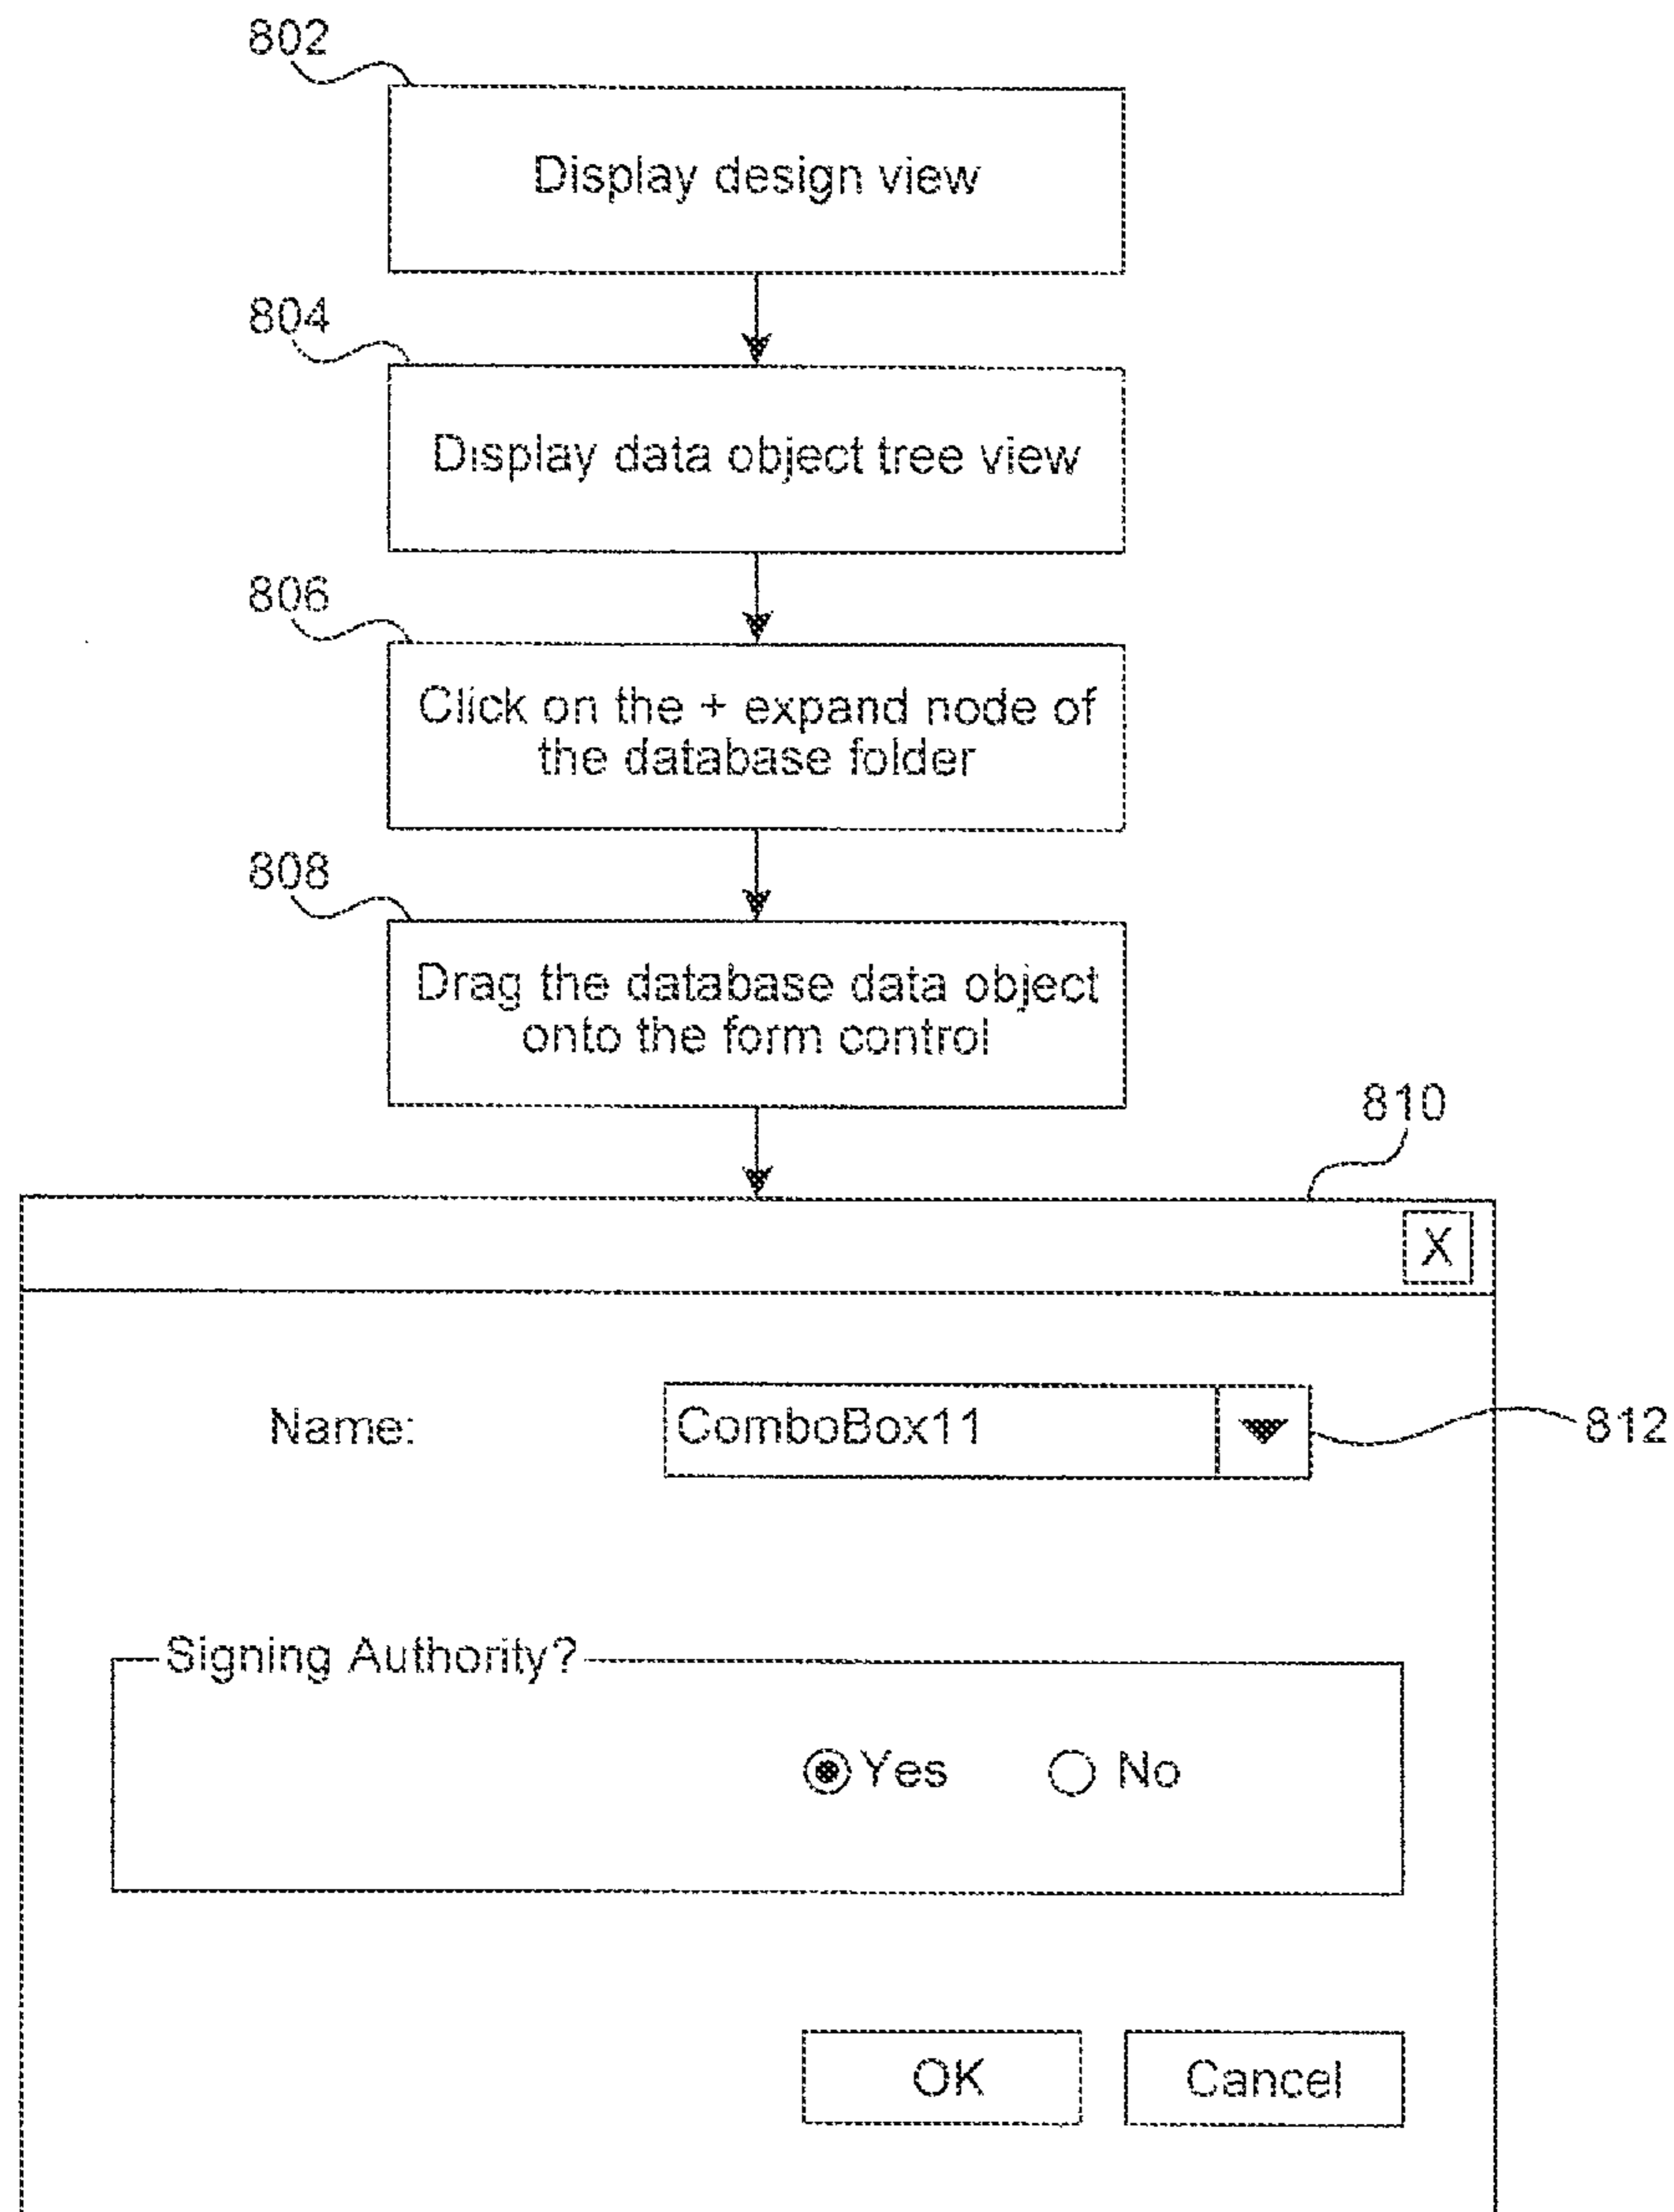 802
Display design view
804
Display data object tree view
806
Click on the + expand node of
the database folder
808
Drag the database data object
onto the form control
810
X
Name:
ComboBox11
812
Signing Authority?
Yes
No
OK
Cancel